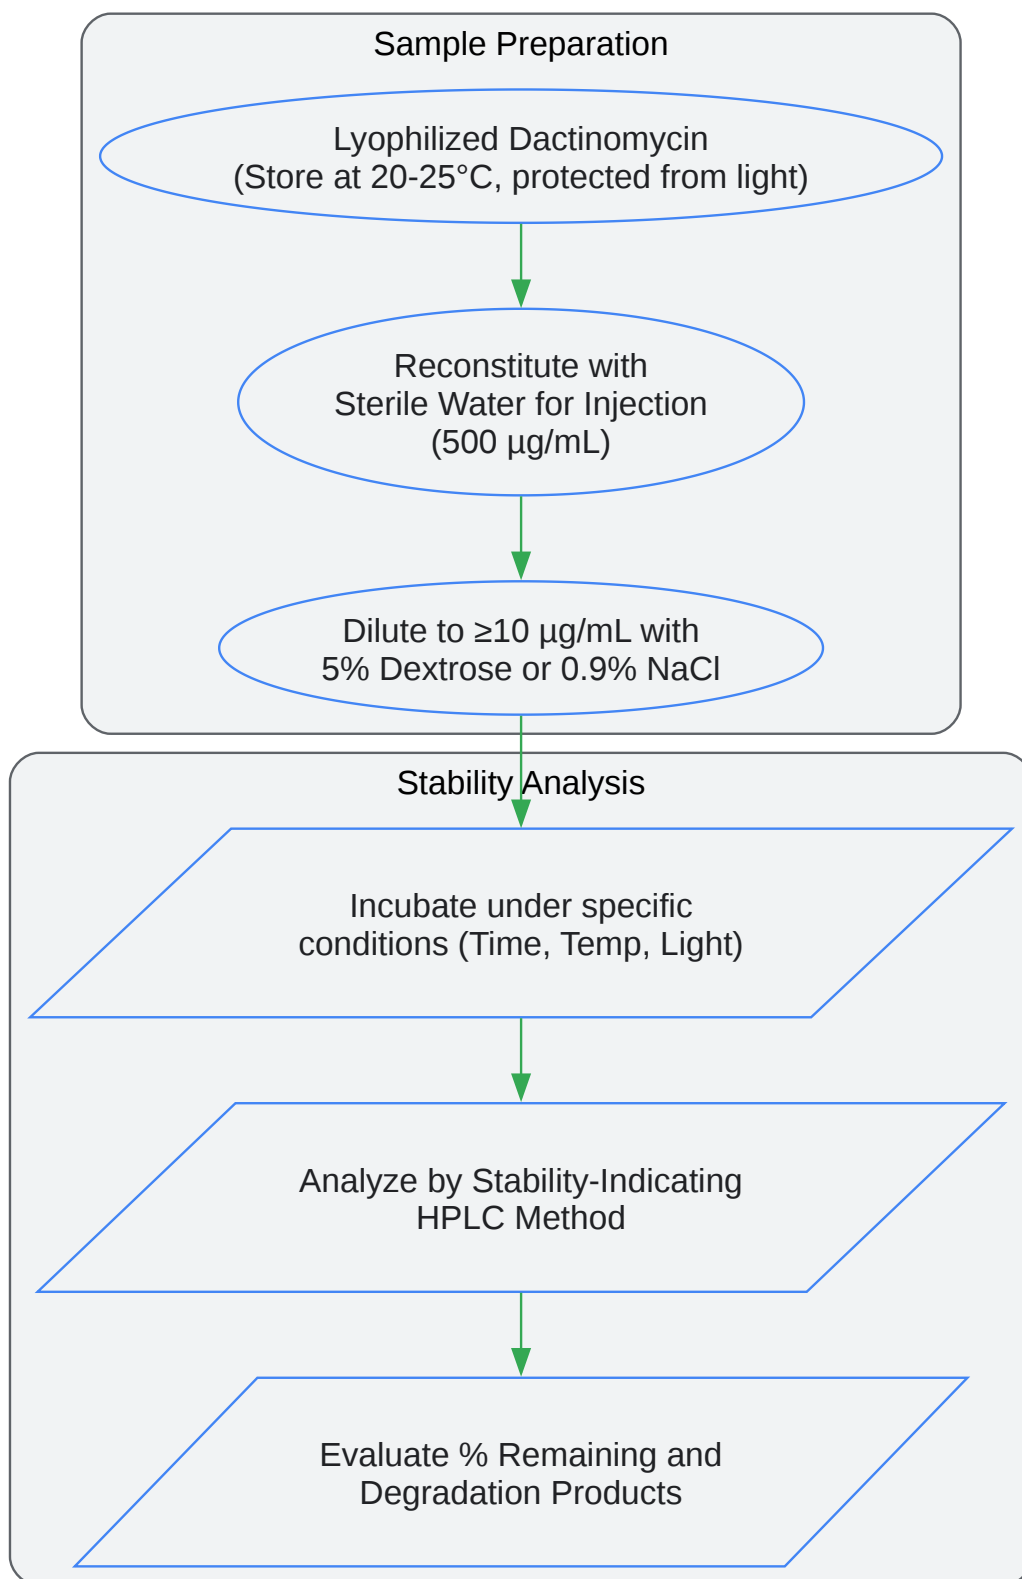 Sample Preparation
Lyophilized Dactinomycin
(Store at 20-25°C, protected from light)
Reconstitute with
Sterile Water for Injection
(500 µg/mL)
Dilute to ≥10 µg/mL with
5% Dextrose or 0.9% NaCl
Stability Analysis
Incubate under specific
conditions (Time, Temp, Light)
Analyze by Stability-Indicating
HPLC Method
Evaluate % Remaining and
Degradation Products